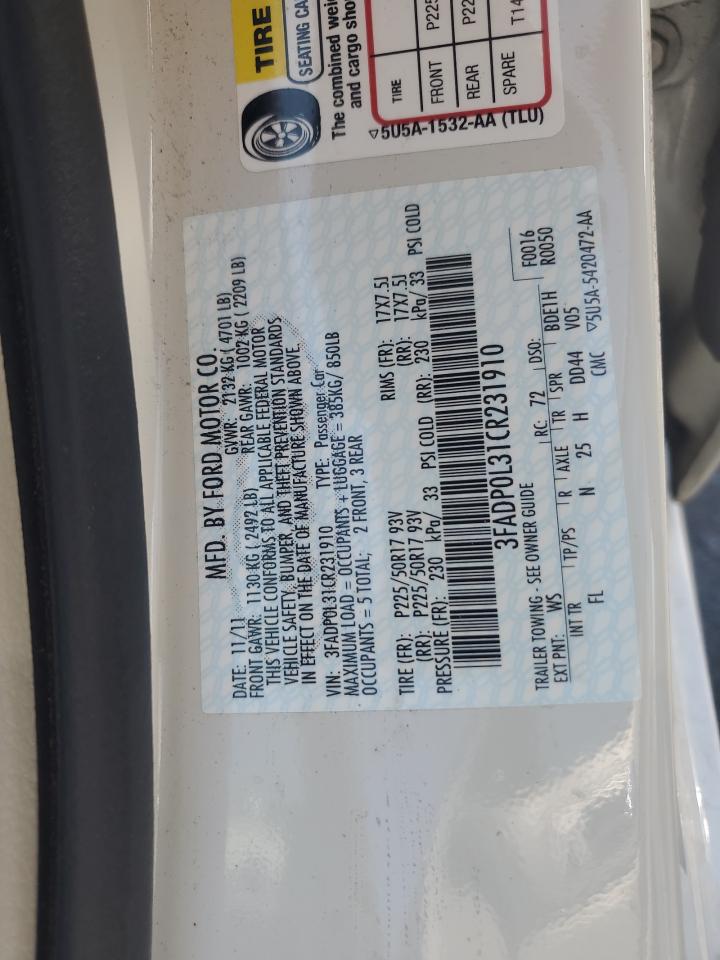 MFD. BY FORD MOTOR CO.
DATE: 11/11 GVWR: 2132 KG ( 4701 LB)
FRONT GAWR: 1130 KG ( 2492 LB) REAR GAWR: 1002 KG ( 2209 LB)
THIS VEHICLE CONFORMS TO ALL APPLICABLE FEDERAL MOTOR
VEHICLE SAFETY, BUMPER, AND THEFT PREVENTION STANDARDS
IN EFFECT ON THE DATE OF MANUFACTURE SHOWN ABOVE.
VIN: 3FADP0L31CR231910 TYPE: Passenger Car
MAXIMUM LOAD = OCCUPANTS + LUGGAGE = 385KG/ 850LB
OCCUPANTS = 5 TOTAL; 2 FRONT, 3 REAR
TIRE (FR): P225/50R17 93V RIMS (FR): 17X7.5J
(RR): P225/50R17 93V (RR): 17X7.5J
PRESSURE (FR): 230 kPa/ 33 PSI COLD (RR): 230 kPa/ 33 PSI COLD
3FADP0L31CR231910
TRAILER TOWING - SEE OWNER GUIDE F0016
EXT PNT: WS RC: 72 DSO: R0050
INT TR TP/PS R AXLE TR SPR BDE1H
FL N 25 H DD44 V05
CMC ▽5U5A-5420472-AA
TIRE
SEATING CA
The combined wei
and cargo sho
TIRE
FRONT P225
REAR P22
SPARE T14
▽5U5A-1532-AA (TLU)